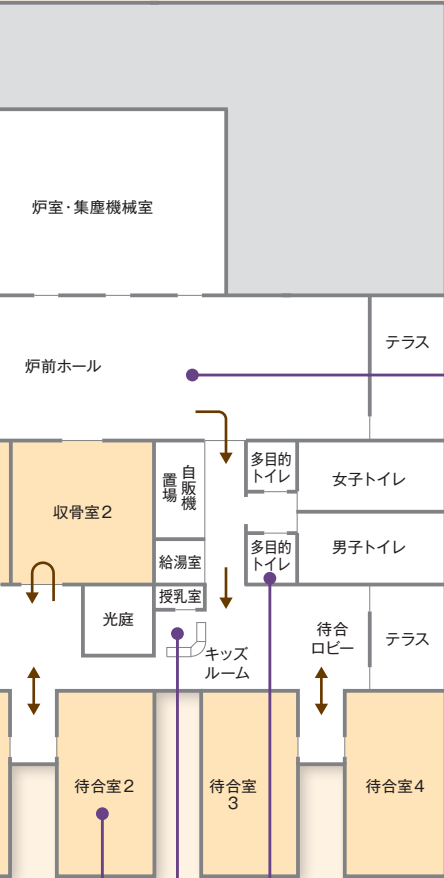 炉室・集塵機械室
テラス
炉前ホール
収骨室2
自販機
置場
多目的
トイレ
女子トイレ
給湯室
多目的
トイレ
男子トイレ
授乳室
光庭
キッズ
ルーム
待合
ロビー
テラス
待合室2
待合室
3
待合室4